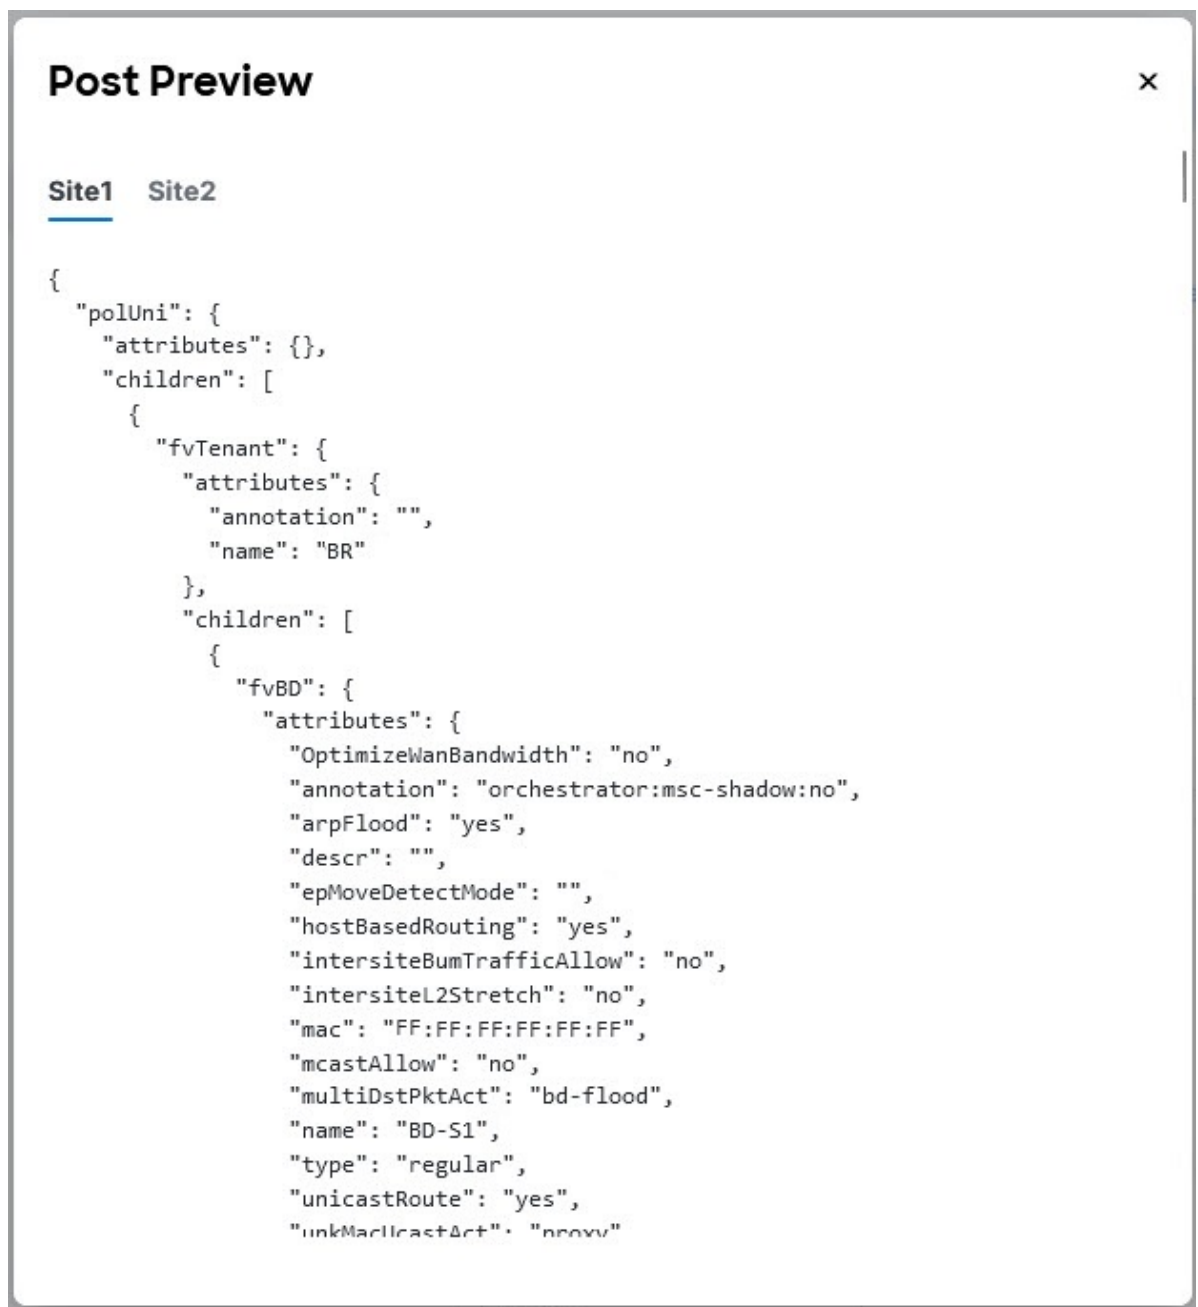 Post Preview
×
Site1 Site2
{
  "polUni": {
    "attributes": {},
    "children": [
      {
        "fvTenant": {
          "attributes": {
            "annotation": "",
            "name": "BR"
          },
          "children": [
            {
              "fvBD": {
                "attributes": {
                  "OptimizeWanBandwidth": "no",
                  "annotation": "orchestrator:msc-shadow:no",
                  "arpFlood": "yes",
                  "descr": "",
                  "epMoveDetectMode": "",
                  "hostBasedRouting": "yes",
                  "intersiteBumTrafficAllow": "no",
                  "intersiteL2Stretch": "no",
                  "mac": "FF:FF:FF:FF:FF:FF",
                  "mcastAllow": "no",
                  "multiDstPktAct": "bd-flood",
                  "name": "BD-S1",
                  "type": "regular",
                  "unicastRoute": "yes",
                  "unkMacUcastAct": "proxy"